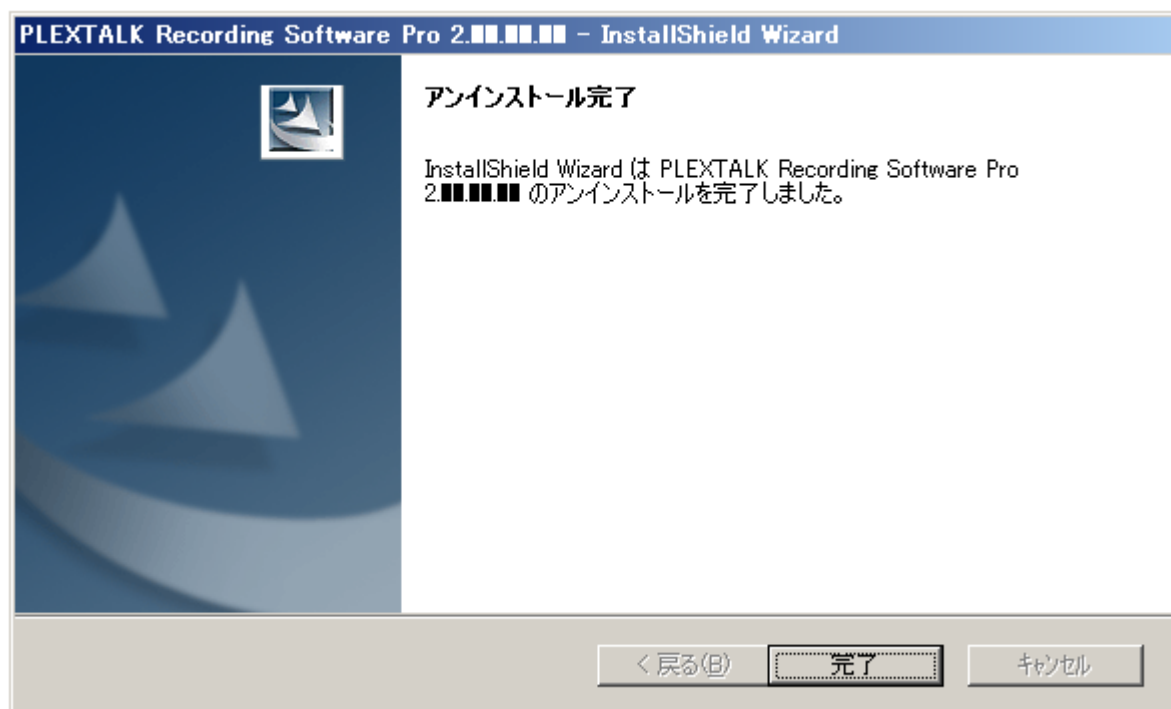 PLEXTALK Recording Software Pro 2.■■.■■.■■ - InstallShield Wizard
アンインストール完了
InstallShield Wizard は PLEXTALK Recording Software Pro
2.■■.■■.■■ のアンインストールを完了しました。
< 戻る(B)
完了
キャンセル